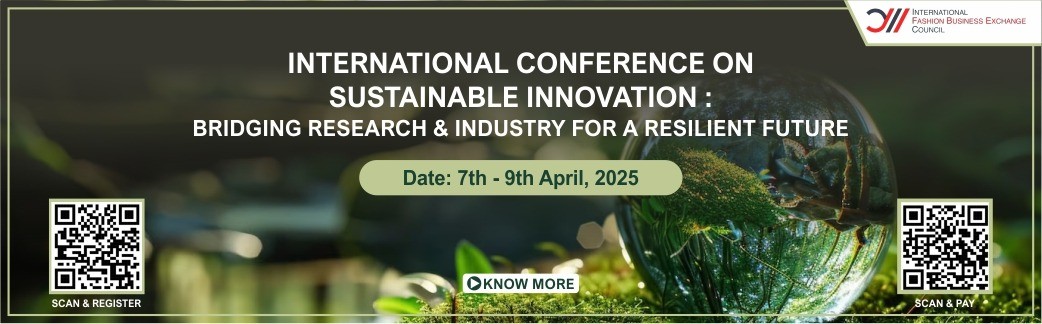 INTERNATIONAL
FASHION BUSINESS EXCHANGE
COUNCIL
INTERNATIONAL CONFERENCE ON
SUSTAINABLE INNOVATION :
BRIDGING RESEARCH & INDUSTRY FOR A RESILIENT FUTURE
Date: 7th - 9th April, 2025
KNOW MORE
SCAN & REGISTER
SCAN & PAY